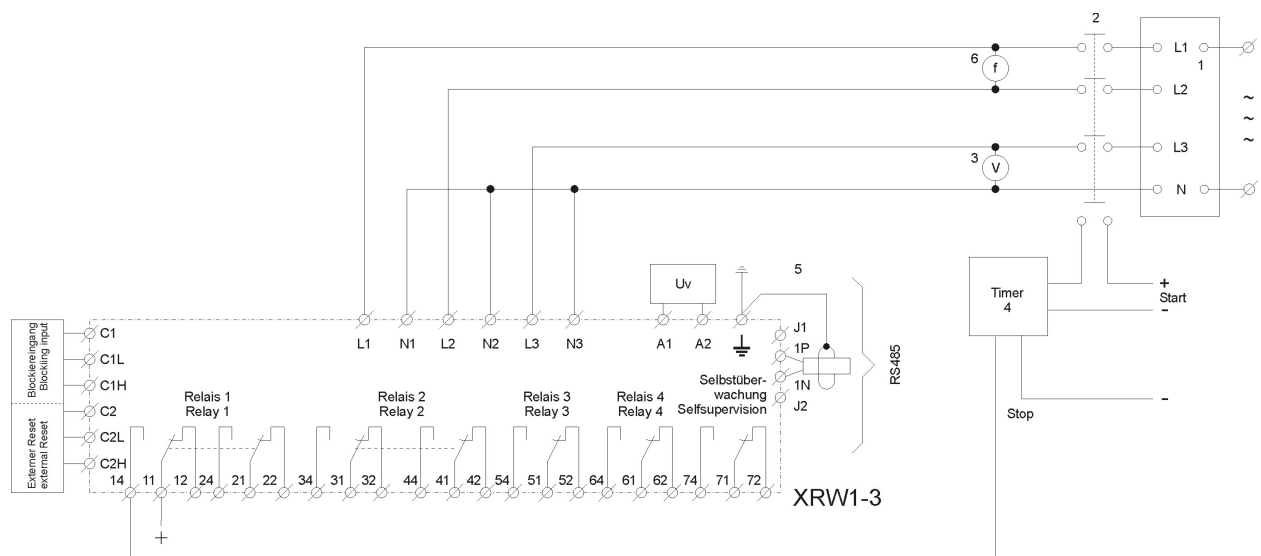 2
L1
1
6
f
L2
~
~
~
L3
3
V
N
Uv
5
Timer
4
+
Start
-
Stop
-
Blockiereingang
Blockling input
Externer Reset
external Reset
C1
C1L
C1H
C2
C2L
C2H
L1 N1 L2 N2 L3 N3 A1 A2
J1
1P
1N
J2
RS485
Selbstüber-
wachung
Selfsupervision
Relais 1
Relay 1
Relais 2
Relay 2
Relais 3
Relay 3
Relais 4
Relay 4
14 11 12 24 21 22 34 31 32 44 41 42 54 51 52 64 61 62 74 71 72
XRW1-3
+